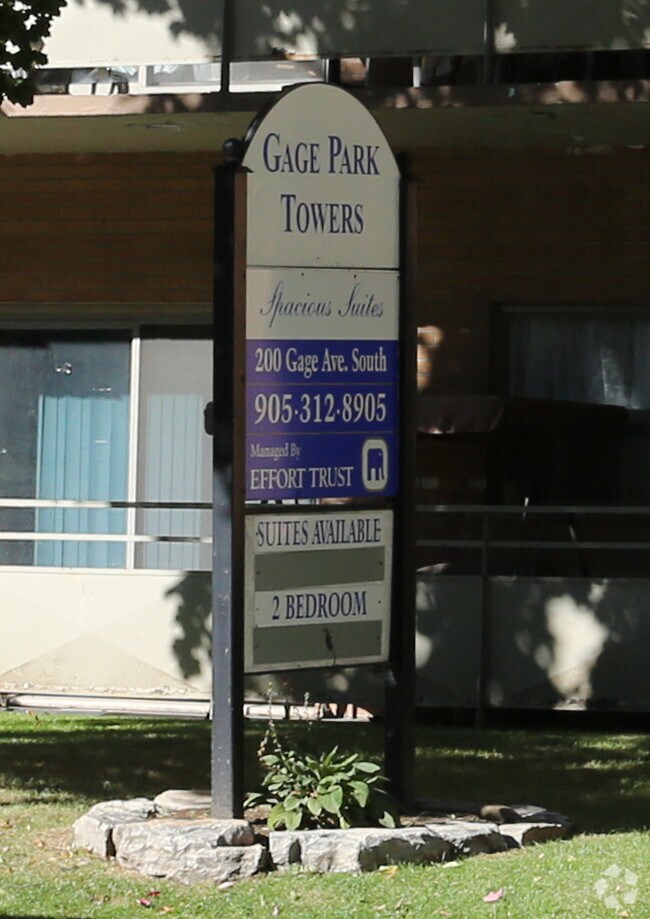 GAGE PARK
TOWERS
Spacious Suites
200 Gage Ave. South
905·312·8905
Managed By
EFFORT TRUST
SUITES AVAILABLE
2 BEDROOM